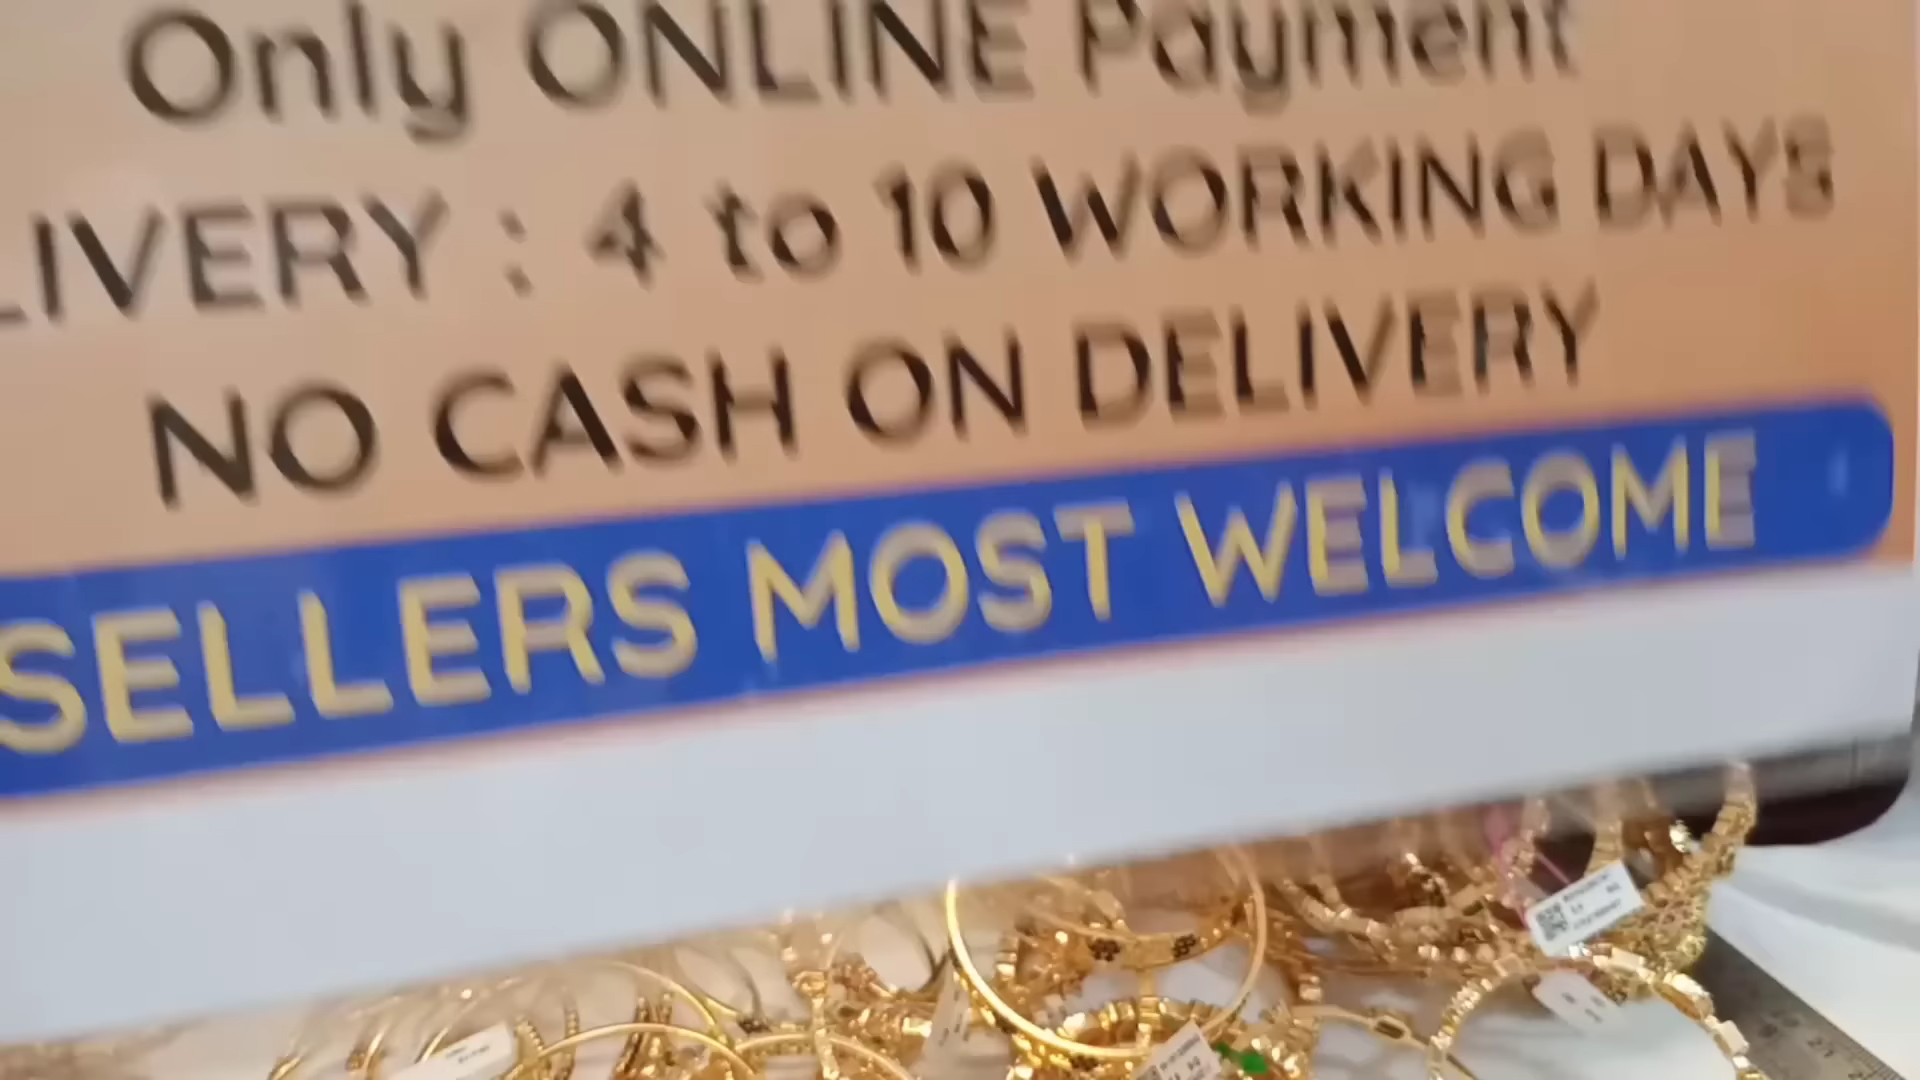 Only ONLINE Payment
LIVERY : 4 to 10 WORKING DAYS
NO CASH ON DELIVERY
SELLERS MOST WELCOME